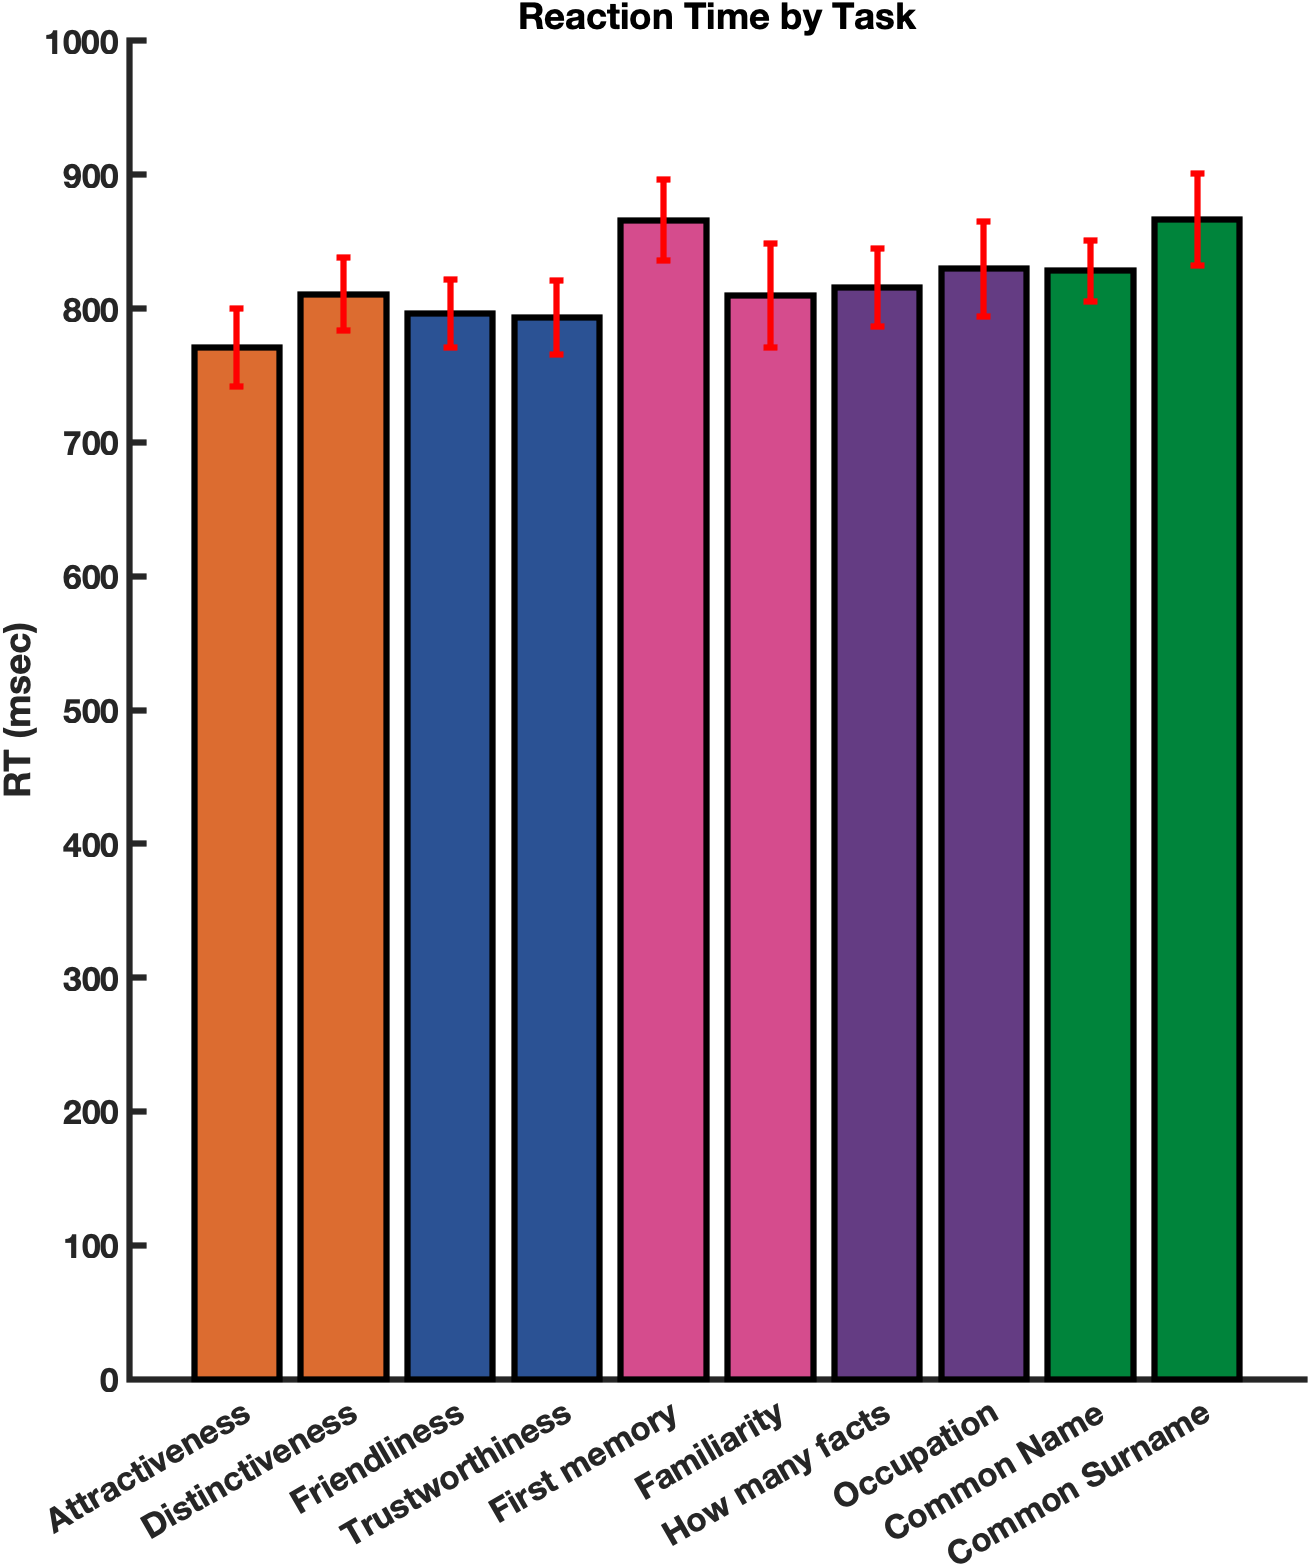 Reaction Time by Task
1000
900
800
700
600
500
400
300
200
100
0
RT (msec)
Attractiveness
Distinctiveness
Friendliness
Trustworthiness
First memory
Familiarity
How many facts
Occupation
Common Name
Common Surname